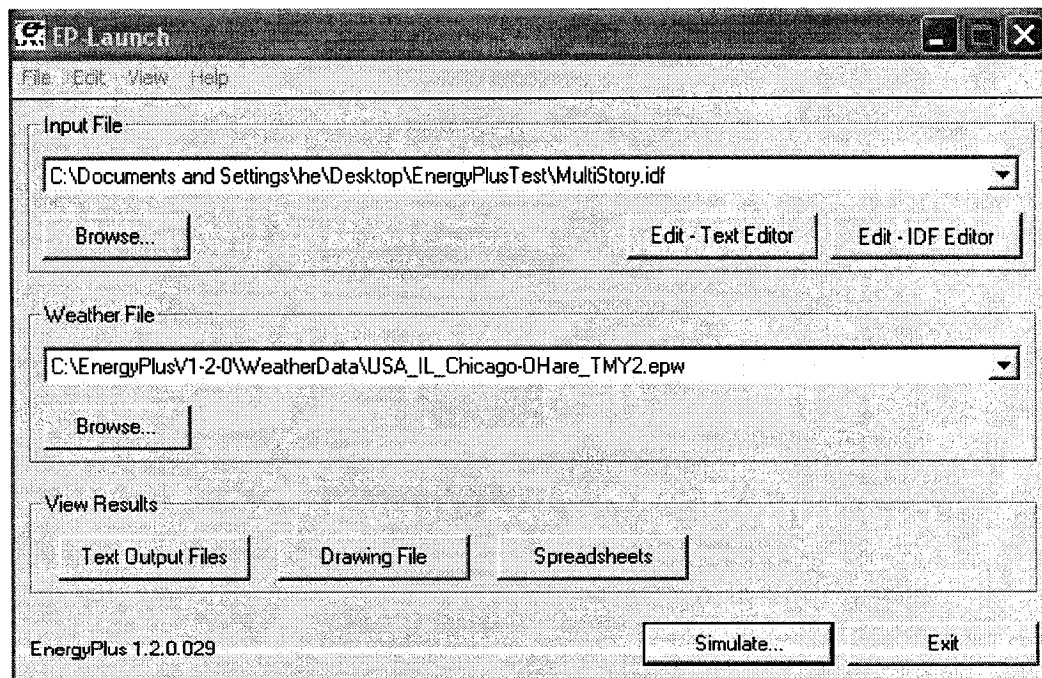 EP-Launch
File Edit View Help
Input File
C:\Documents and Settings\he\Desktop\EnergyPlusTest\MultiStory.idf
Browse... Edit - Text Editor Edit - IDF Editor
Weather File
C:\EnergyPlusV1-2-0\WeatherData\USA_IL_Chicago-OHare_TMY2.epw
Browse...
View Results
Text Output Files Drawing File Spreadsheets
EnergyPlus 1.2.0.029 Simulate... Exit